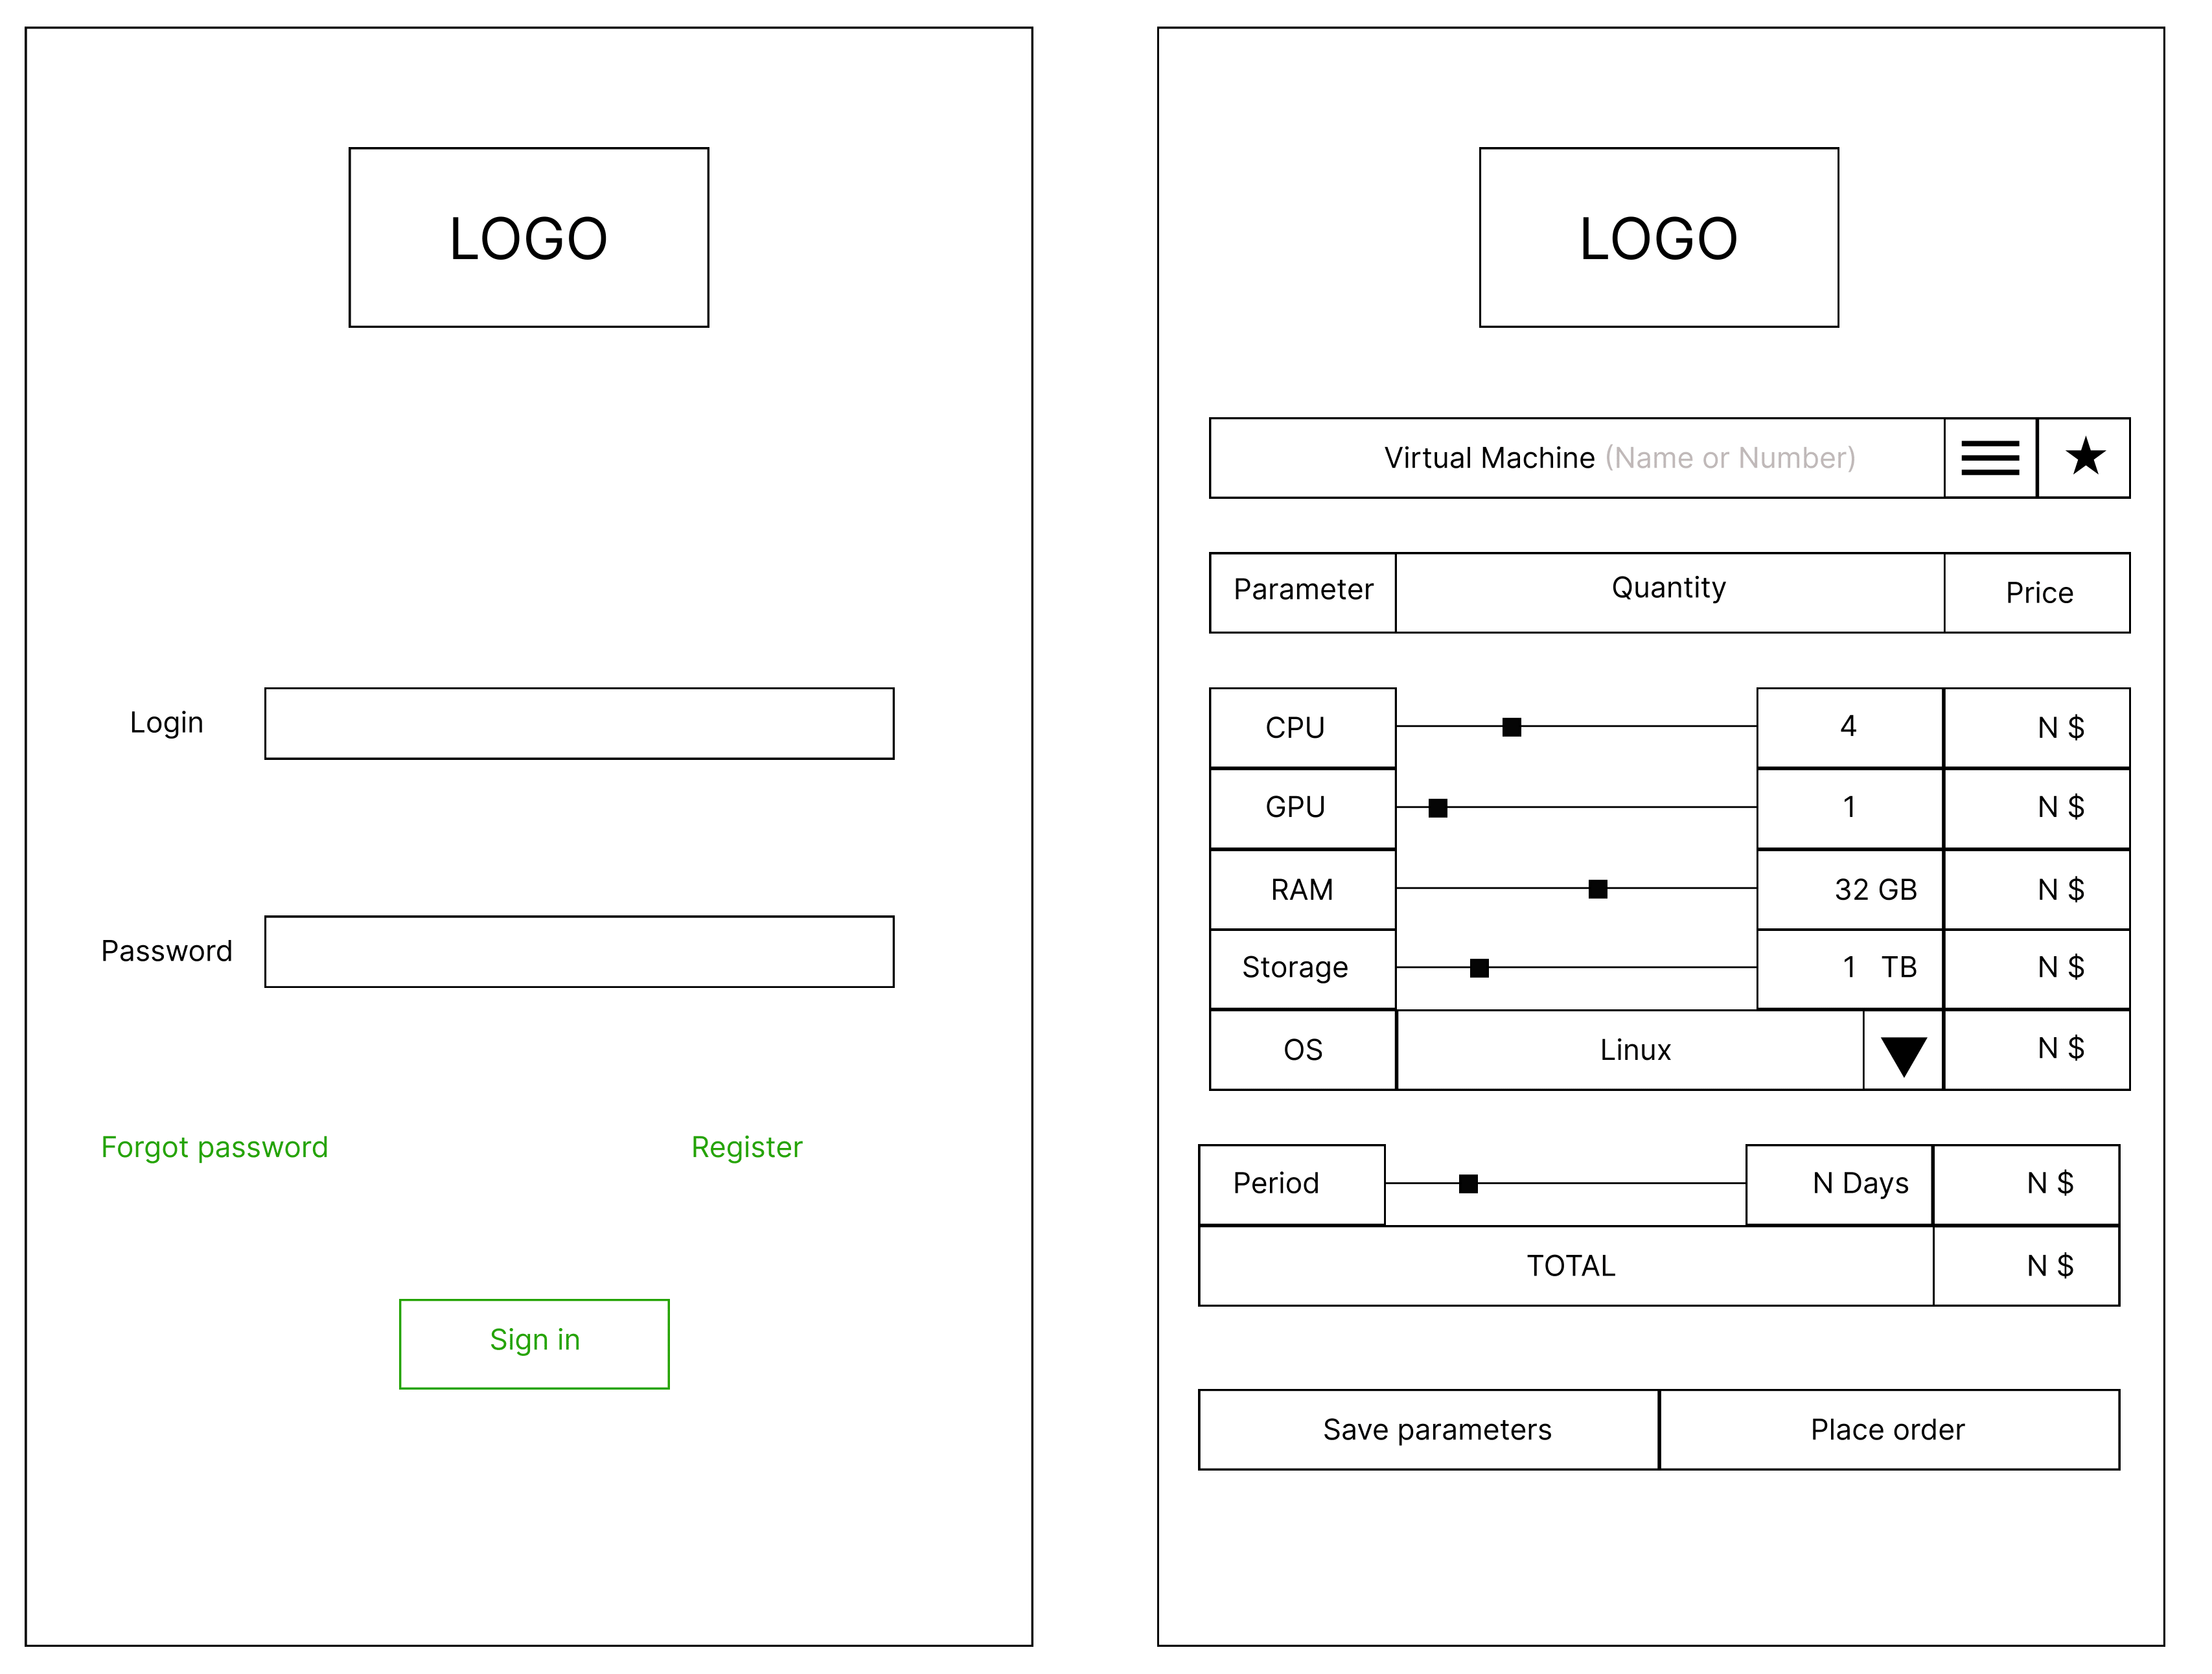 LOGO
Login
Password
Forgot password
Register
Sign in
LOGO
Virtual Machine (Name or Number)
Parameter Quantity Price
CPU 4 N $
GPU 1 N $
RAM 32 GB N $
Storage 1 TB N $
OS Linux N $
Period N Days N $
TOTAL N $
Save parameters Place order